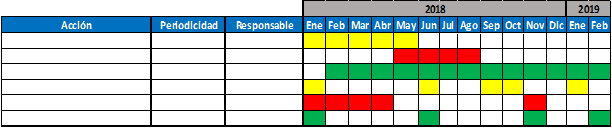 2018 2019
Acción Periodicidad Responsable Ene Feb Mar Abr May Jun Jul Ago Sep Oct Nov Dic Ene Feb